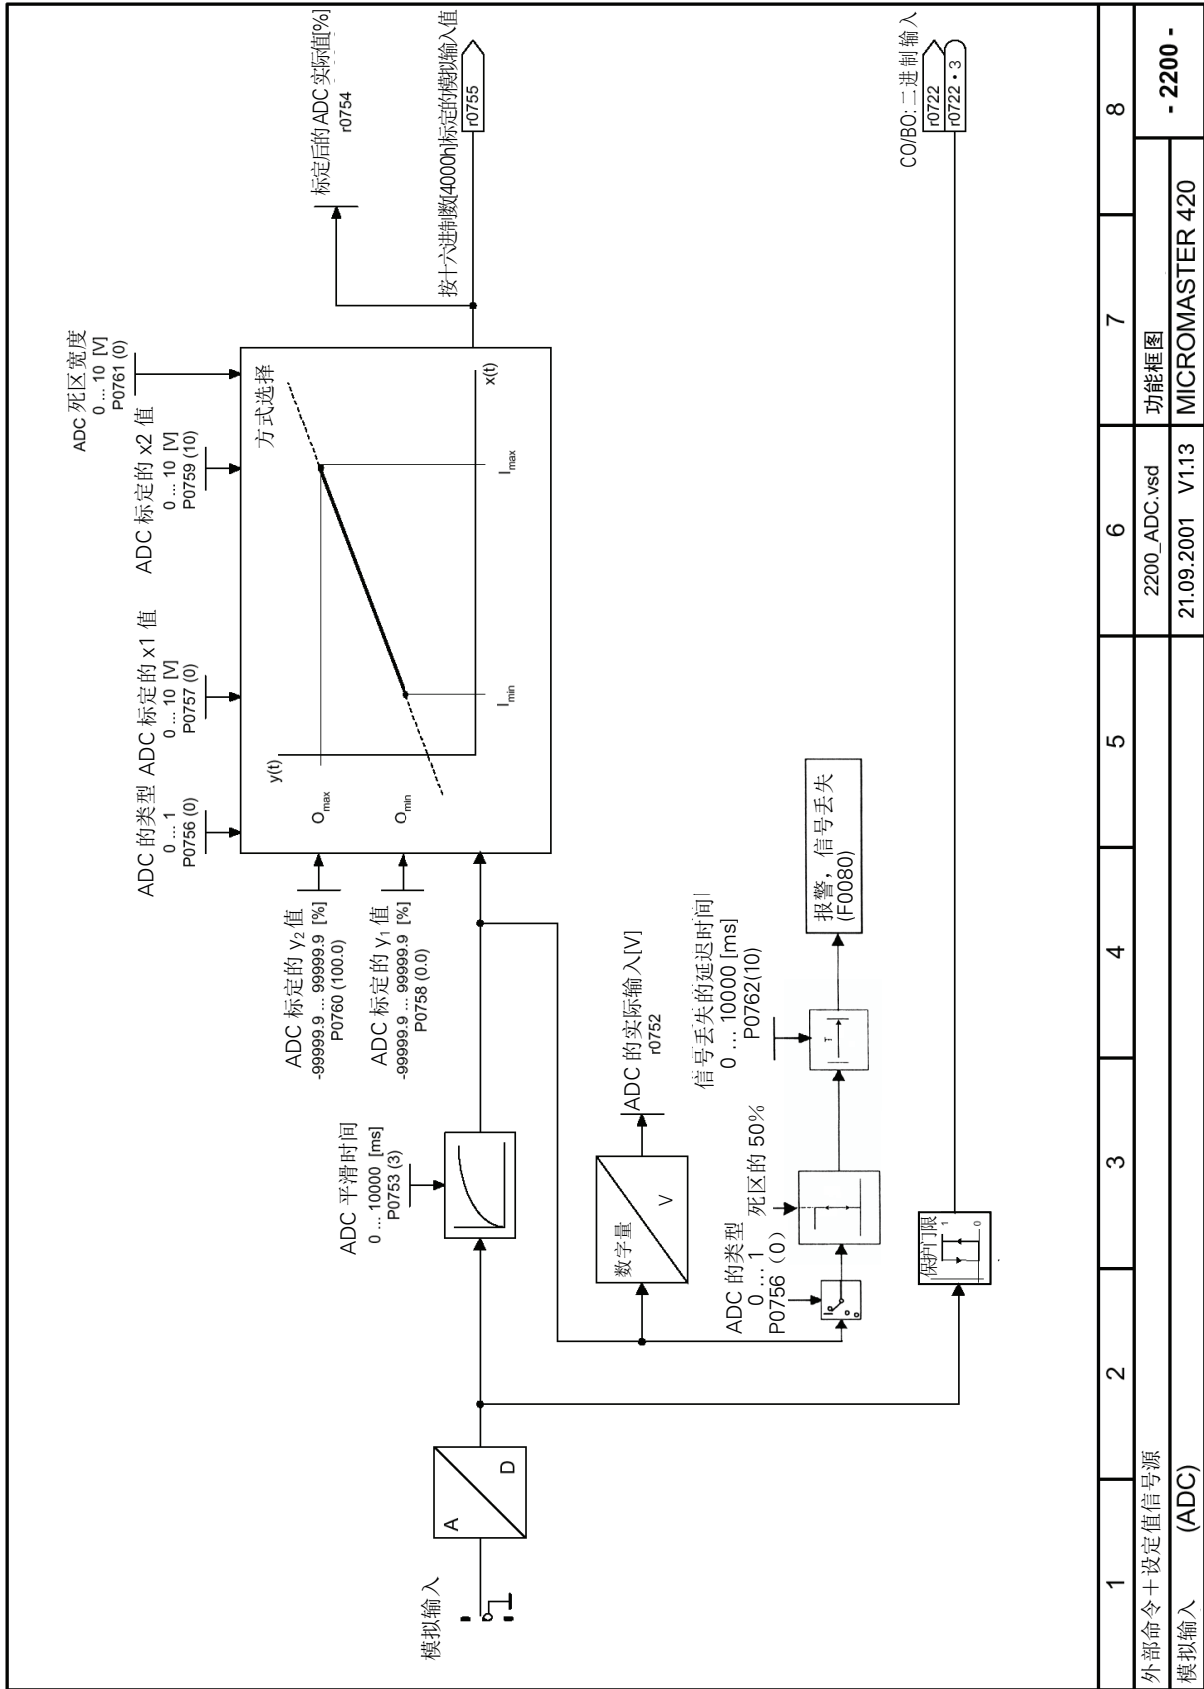 ADC 死区宽度
0 ... 10 [V]
P0761 (0)
ADC 标定的 x2 值
0 ... 10 [V]
P0759 (10)
ADC 标定的 x1 值
0 ... 10 [V]
P0757 (0)
ADC 的类型
0 ... 1
P0756 (0)
标定后的 ADC 实际值[%]
r0754
按十六进制数[4000h]标定的模拟输入值
r0755
方式选择
y(t)
x(t)
Omax
Omin
Imin
Imax
ADC 标定的 y2 值
-99999.9 ... 99999.9 [%]
P0760 (100.0)
ADC 标定的 y1 值
-99999.9 ... 99999.9 [%]
P0758 (0.0)
ADC 平滑时间
0 ... 10000 [ms]
P0753 (3)
模拟输入
A
D
数字量
V
ADC 的实际输入[V]
r0752
ADC 的类型
0 ... 1
P0756（0）
死区的 50%
信号丢失的延迟时间
0 ... 10000 [ms]
P0762(10)
T
报警，信号丢失
(F0080)
保护门限
1
0
CO/BO: 二进制输入
r0722
r0722・3
1
2
3
4
5
6
7
8
外部命令＋设定值信号源
2200_ADC.vsd
功能框图
- 2200 -
模拟输入 (ADC)
21.09.2001 V1.13
MICROMASTER 420